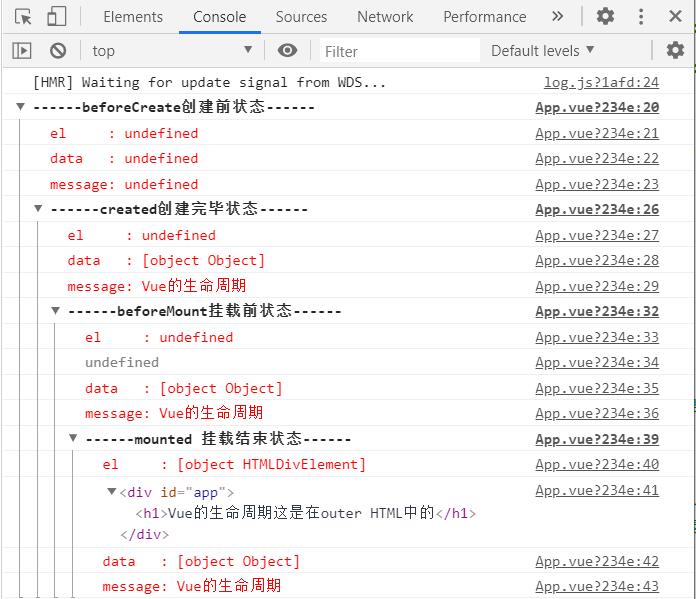 Elements Console Sources Network Performance
top Filter Default levels
[HMR] Waiting for update signal from WDS... log.js?1afd:24
------beforeCreate创建前状态------ App.vue?234e:20
el : undefined App.vue?234e:21
data : undefined App.vue?234e:22
message: undefined App.vue?234e:23
------created创建完毕状态------ App.vue?234e:26
el : undefined App.vue?234e:27
data : [object Object] App.vue?234e:28
message: Vue的生命周期 App.vue?234e:29
------beforeMount挂载前状态------ App.vue?234e:32
el : undefined App.vue?234e:33
undefined App.vue?234e:34
data : [object Object] App.vue?234e:35
message: Vue的生命周期 App.vue?234e:36
------mounted 挂载结束状态------ App.vue?234e:39
el : [object HTMLDivElement] App.vue?234e:40
<div id="app"> App.vue?234e:41
<h1>Vue的生命周期这是在outer HTML中的</h1>
</div>
data : [object Object] App.vue?234e:42
message: Vue的生命周期 App.vue?234e:43